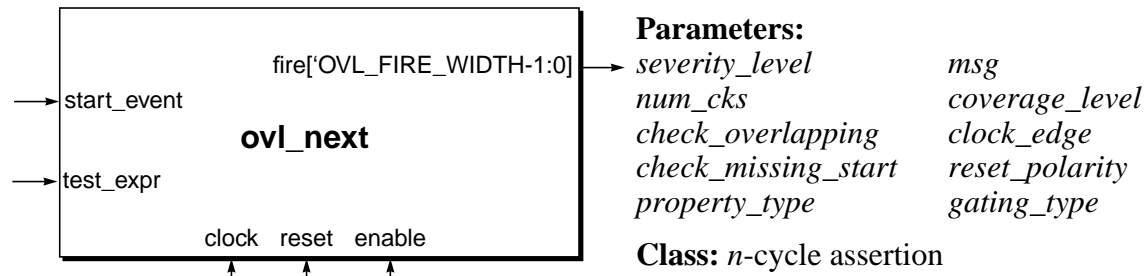 Parameters:
fire[‘OVL_FIRE_WIDTH-1:0]
severity_level msg
start_event
num_cks coverage_level
ovl_next
check_overlapping clock_edge
test_expr
check_missing_start reset_polarity
property_type gating_type
clock reset enable
Class: n-cycle assertion